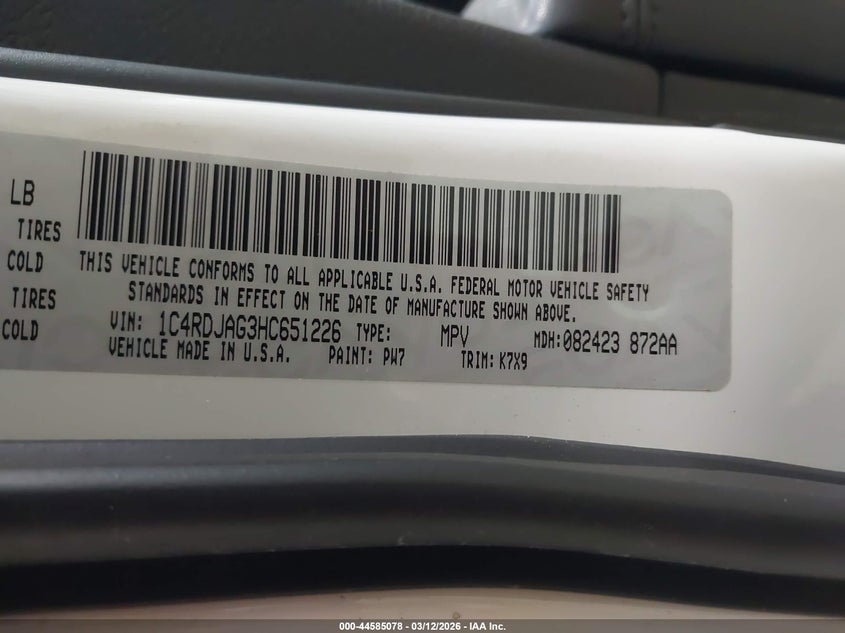 LB
TIRES
COLD
TIRES
COLD
THIS VEHICLE CONFORMS TO ALL APPLICABLE U.S.A. FEDERAL MOTOR VEHICLE SAFETY
STANDARDS IN EFFECT ON THE DATE OF MANUFACTURE SHOWN ABOVE.
VIN: 1C4RDJAG3HC651226 TYPE: MPV MDH:082423 872AA
VEHICLE MADE IN U.S.A. PAINT: PW7 TRIM: K7X9
000-44585078 - 03/12/2026 - IAA Inc.